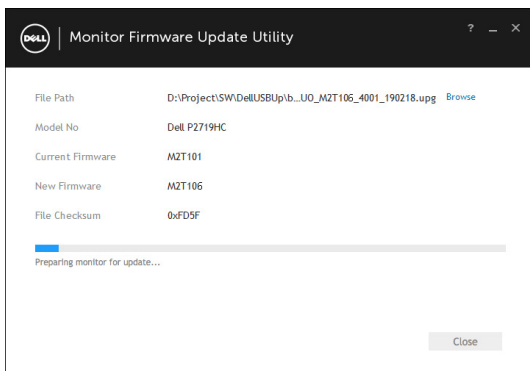 DELL Monitor Firmware Update Utility ? _ ×
File Path D:\Project\SW\DellUSBUp\b...UO_M2T106_4001_190218.upg Browse
Model No Dell P2719HC
Current Firmware M2T101
New Firmware M2T106
File Checksum 0xFD5F
Preparing monitor for update...
Close